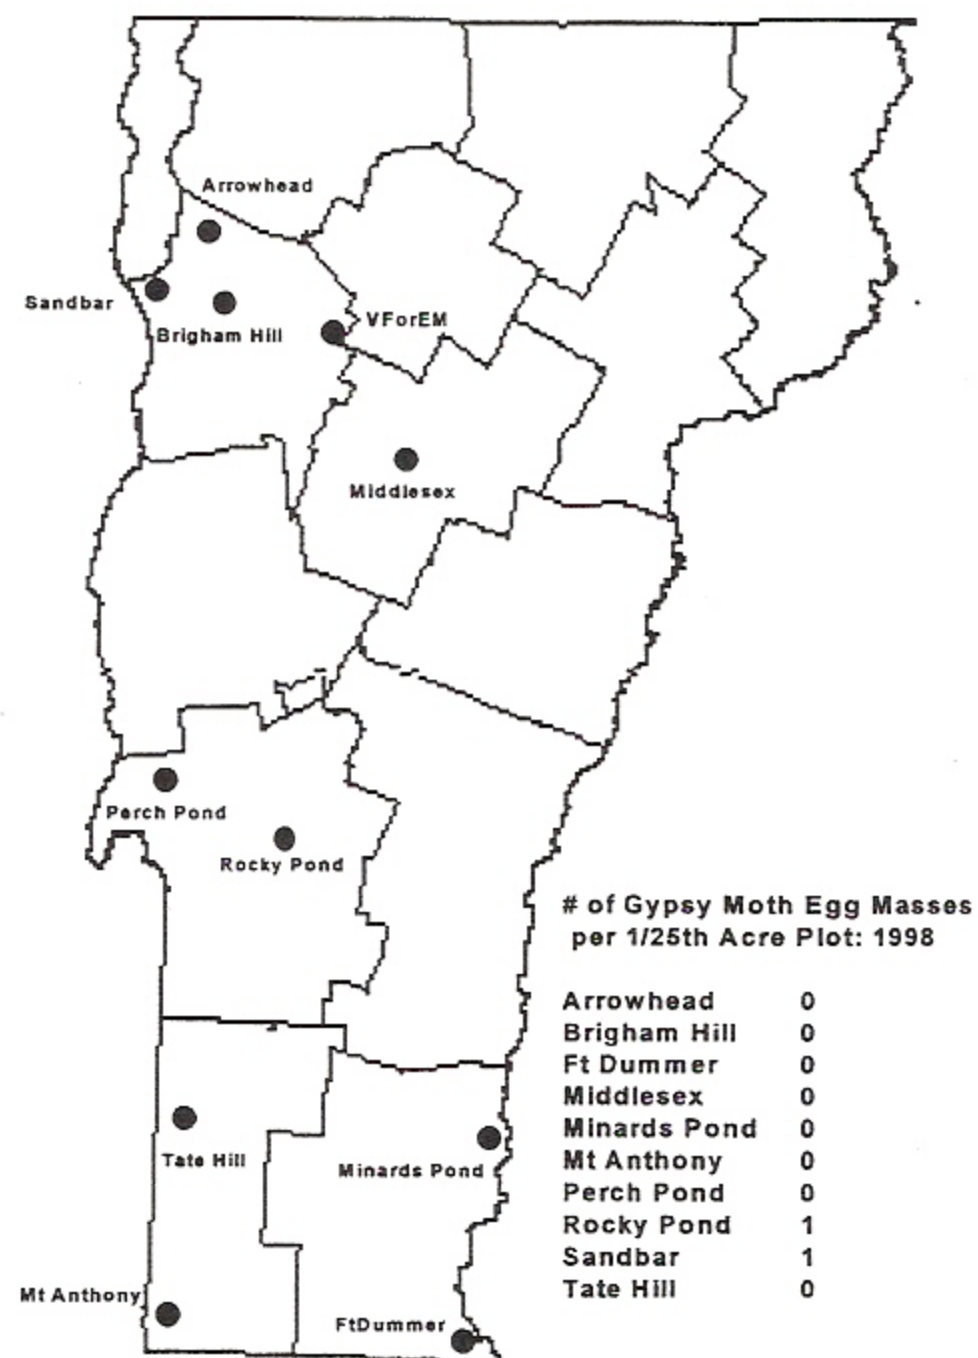 Arrowhead
Sandbar
Brigham Hill
VForEM
Middlesex
Perch Pond
Rocky Pond
# of Gypsy Moth Egg Masses
per 1/25th Acre Plot: 1998
Arrowhead 0
Brigham Hill 0
Ft Dummer 0
Middlesex 0
Minards Pond 0
Mt Anthony 0
Perch Pond 0
Rocky Pond 1
Sandbar 1
Tate Hill 0
Tate Hill
Minards Pond
Mt Anthony
FtDummer